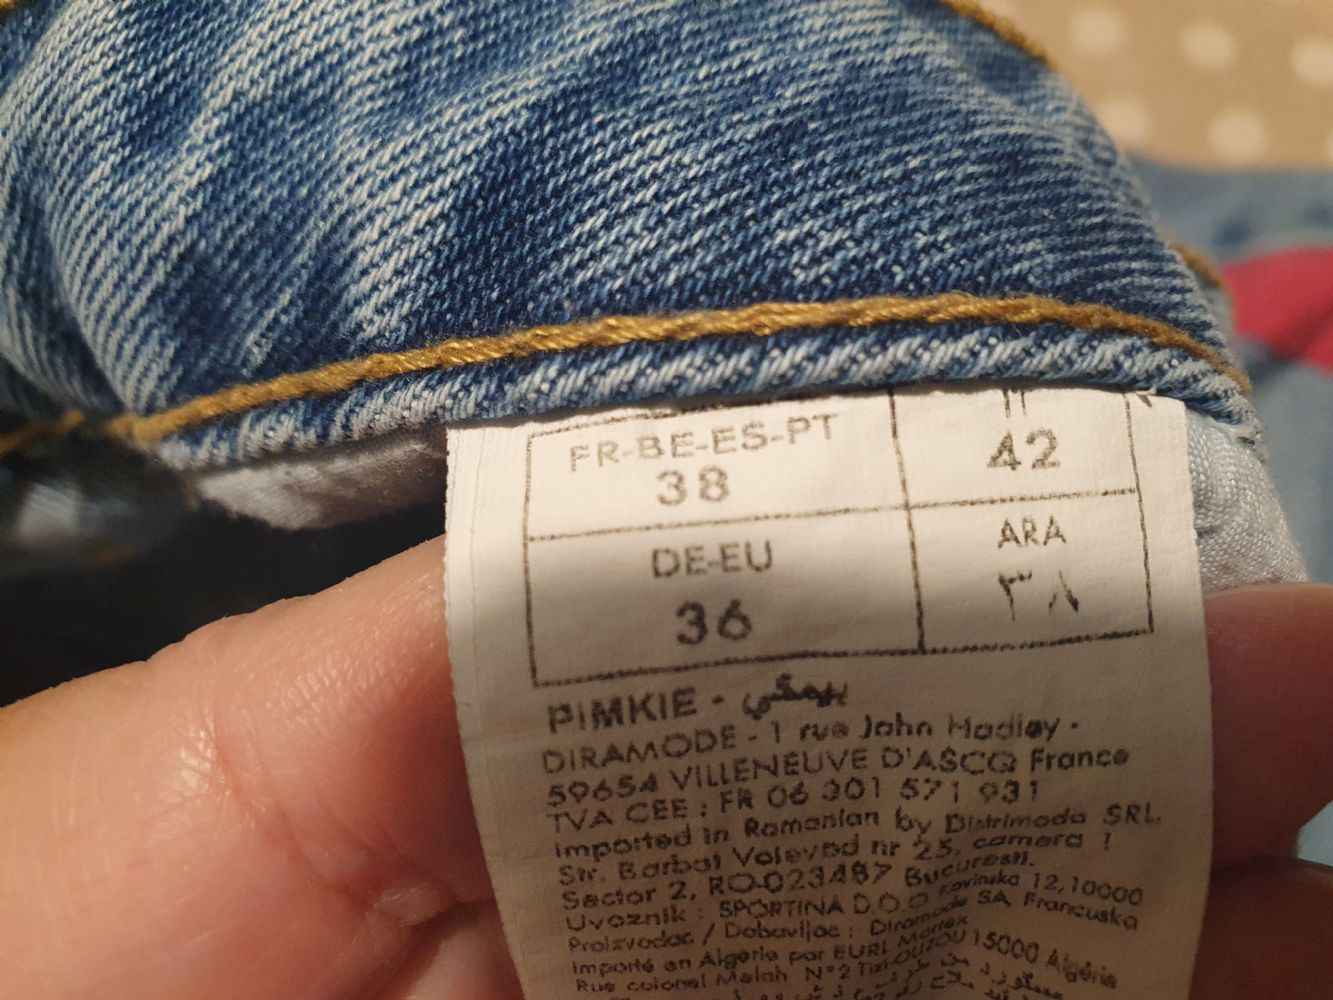 FR-BE-ES-PT
38
IT
42
DE-EU
36
ARA
٣٨
PIMKIE - بيمكي
DIRAMODE - 1 rue John Hadley -
59654 VILLENEUVE D'ASCQ France
TVA CEE : FR 06 301 571 931
Imported in Romanian by Distrimoda SRL.
Str. Barbat Voievod nr 25, camera 1
Sector 2, RO-023487 Bucuresti.
Uvoznik : SPORTINA D.O.O 12,10000
Proizvodac / Dobavljac : Diramode SA, Francuska
Importé en Algérie par EURL Martex
Rue colonel Melah N°2 Tizi-OUZOU 15000 Algérie